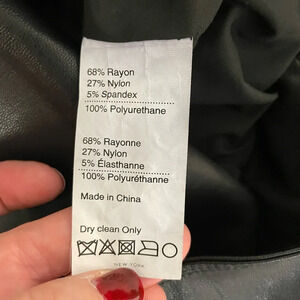 68% Rayon
27% Nylon
5% Spandex
100% Polyurethane
68% Rayonne
27% Nylon
5% Élasthanne
100% Polyuréthanne
Made in China
Dry clean Only
NEW YORK